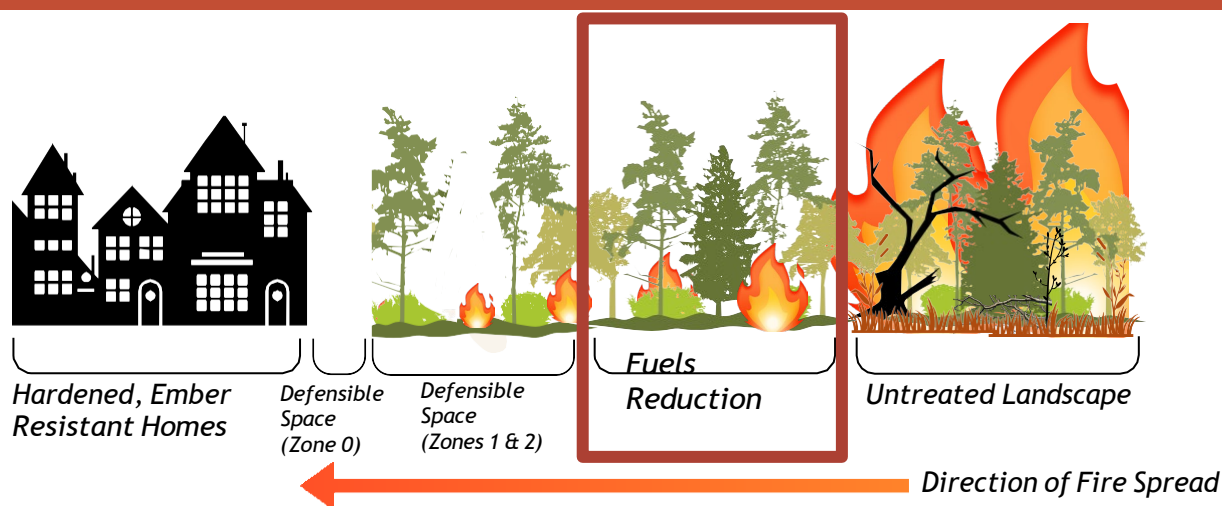 Hardened, Ember
Resistant Homes
Defensible
Space
(Zone 0)
Defensible
Space
(Zones 1 & 2)
Fuels
Reduction
Untreated Landscape
Direction of Fire Spread